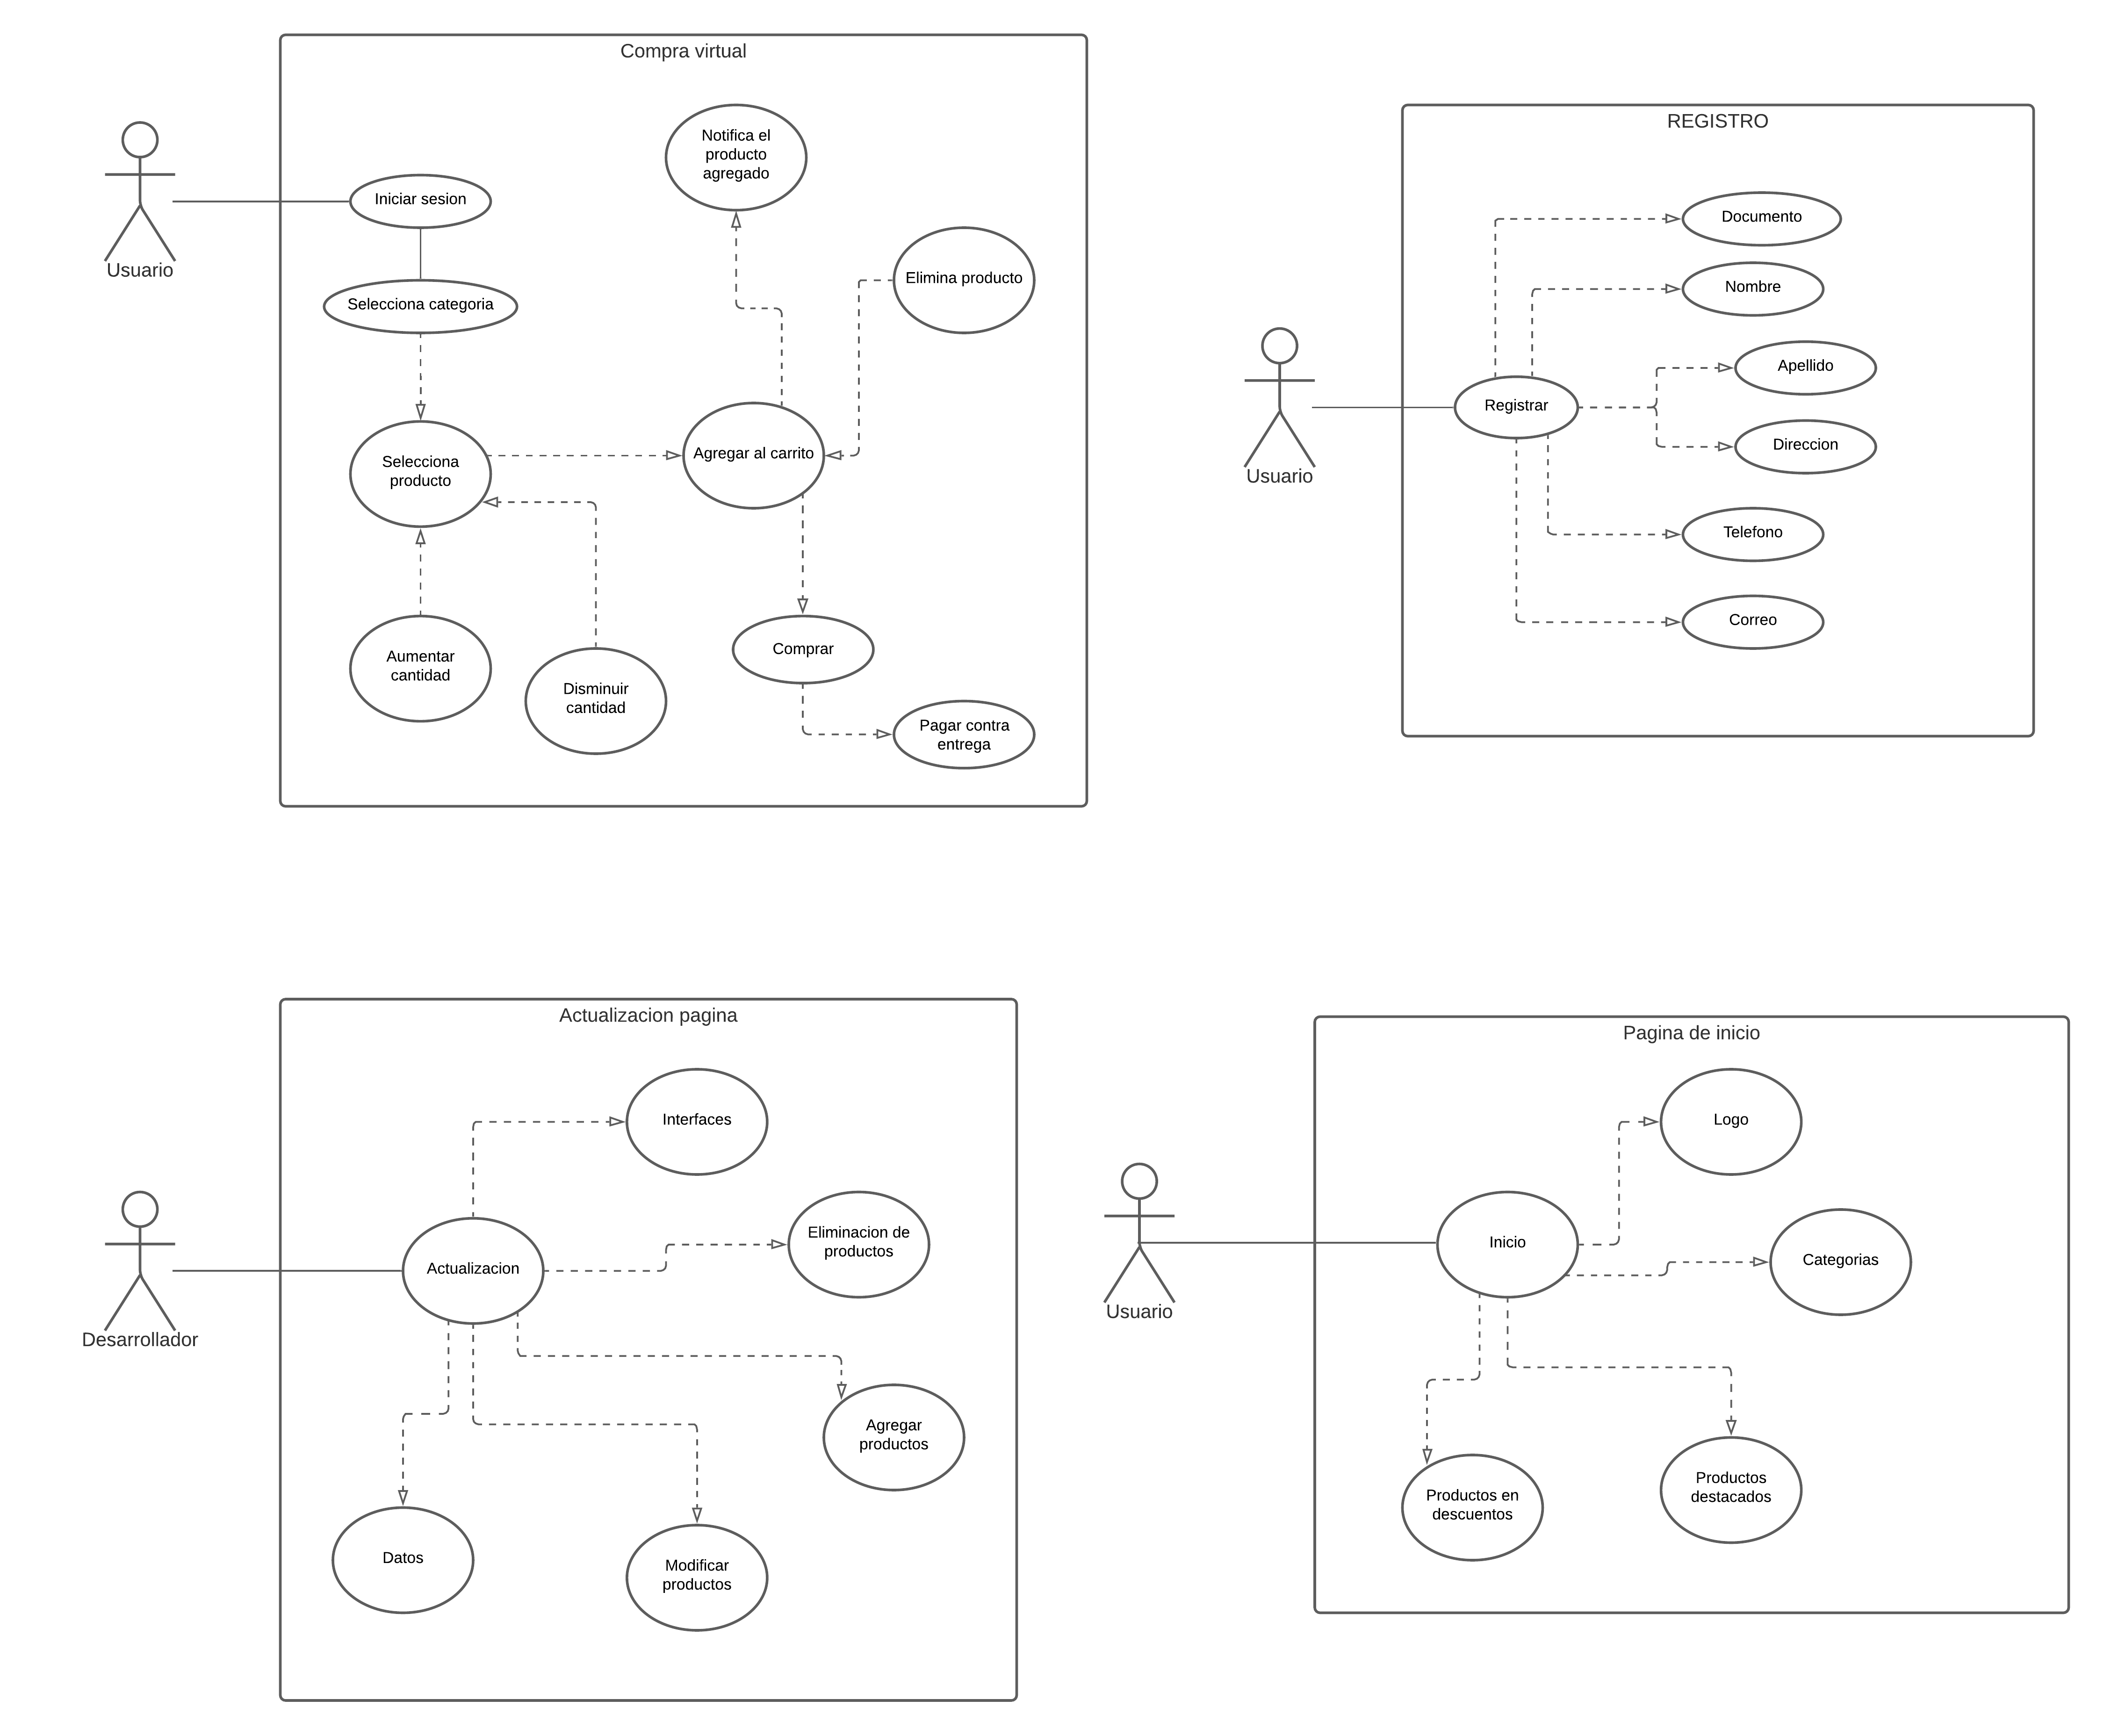 Compra virtual
Usuario
Iniciar sesion
Selecciona categoria
Notifica el
producto
agregado
Elimina producto
Selecciona
producto
Agregar al carrito
Aumentar
cantidad
Disminuir
cantidad
Comprar
Pagar contra
entrega
REGISTRO
Usuario
Registrar
Documento
Nombre
Apellido
Direccion
Telefono
Correo
Actualizacion pagina
Desarrollador
Actualizacion
Interfaces
Eliminacion de
productos
Agregar
productos
Datos
Modificar
productos
Pagina de inicio
Usuario
Inicio
Logo
Categorias
Productos en
descuentos
Productos
destacados